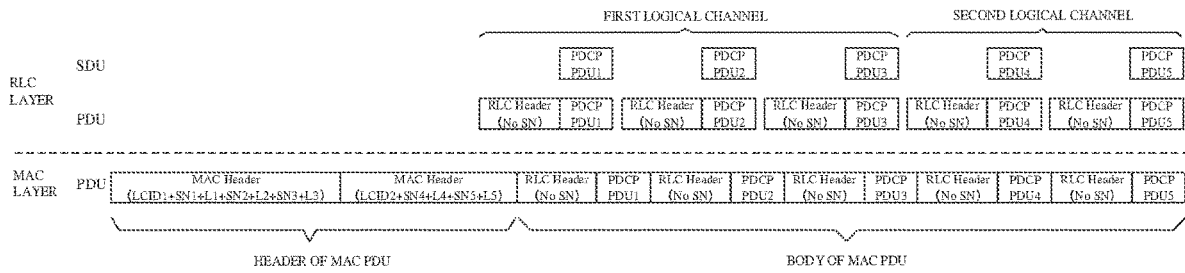 FIRST LOGICAL CHANNEL SECOND LOGICAL CHANNEL
RLC LAYER
SDU
PDCP PDU1
PDCP PDU2
PDCP PDU3
PDCP PDU4
PDCP PDU5
PDU
RLC Header (No SN)
PDCP PDU1
RLC Header (No SN)
PDCP PDU2
RLC Header (No SN)
PDCP PDU3
RLC Header (No SN)
PDCP PDU4
RLC Header (No SN)
PDCP PDU5
MAC LAYER
PDU
MAC Header
(LCID1+SN1+L1+SN2+L2+SN3+L3)
MAC Header
(LCID2+SN4+L4+SN5+L5)
RLC Header (No SN)
PDCP PDU1
RLC Header (No SN)
PDCP PDU2
RLC Header (No SN)
PDCP PDU3
RLC Header (No SN)
PDCP PDU4
RLC Header (No SN)
PDCP PDU5
HEADER OF MAC PDU BODY OF MAC PDU